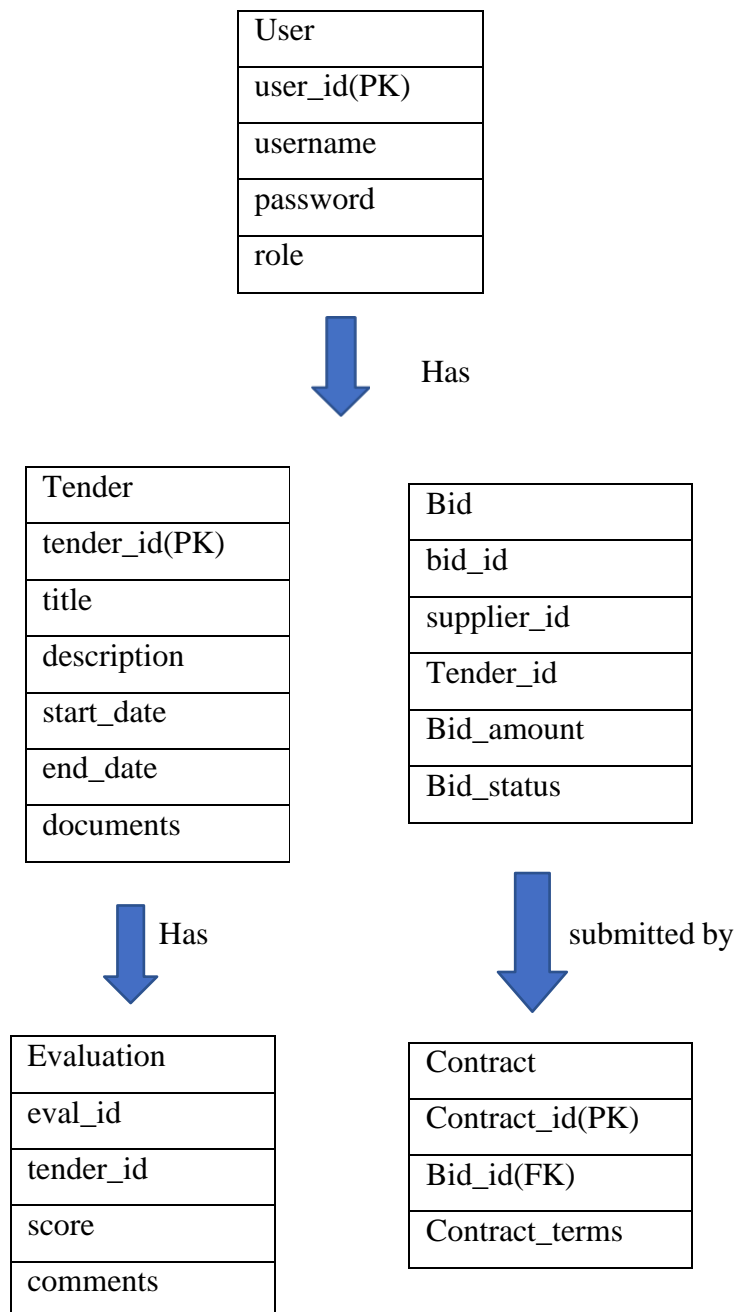 User
user_id(PK)
username
password
role
Has
Tender
tender_id(PK)
title
description
start_date
end_date
documents
Bid
bid_id
supplier_id
Tender_id
Bid_amount
Bid_status
Has
submitted by
Evaluation
eval_id
tender_id
score
comments
Contract
Contract_id(PK)
Bid_id(FK)
Contract_terms